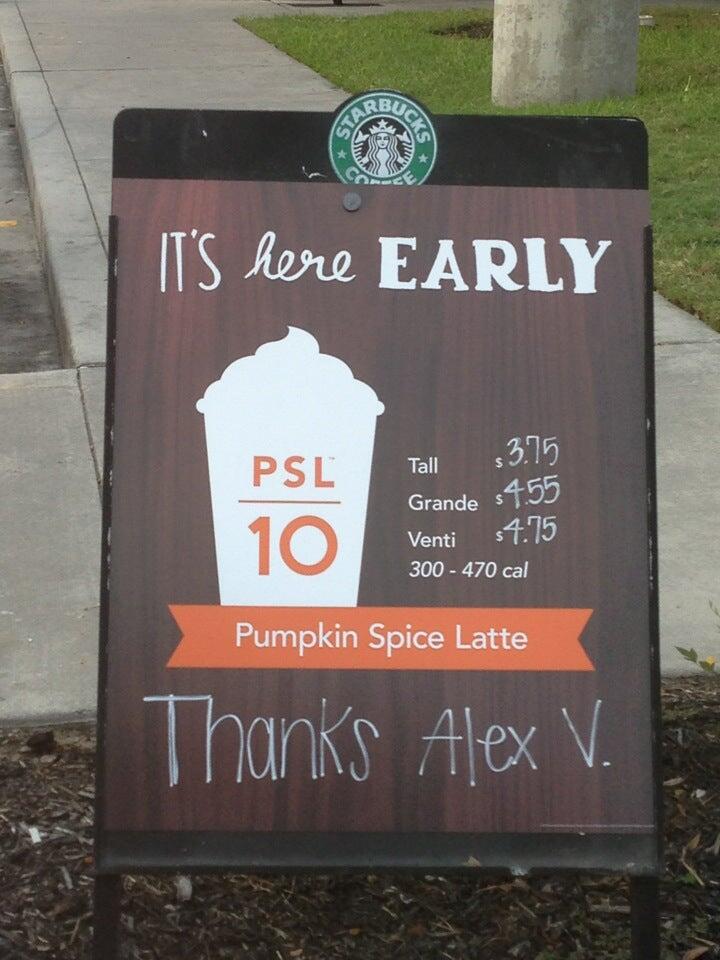 STARBUCKS
COFFEE
IT'S here EARLY
PSL™
10
Tall $3.75
Grande $4.55
Venti $4.75
300 - 470 cal
Pumpkin Spice Latte
Thanks Alex V.